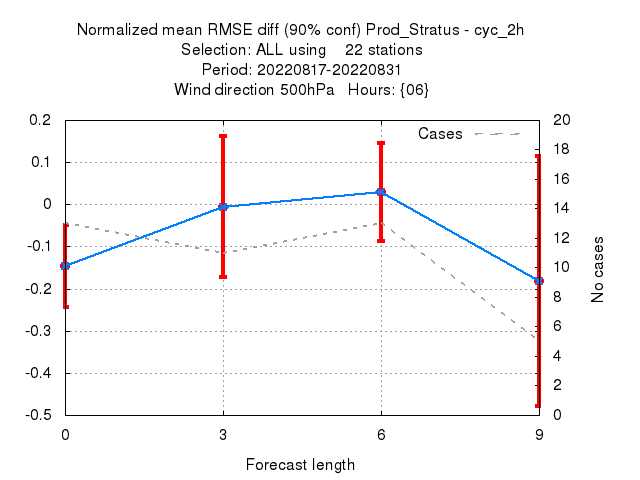 Normalized mean RMSE diff (90% conf) Prod_Stratus - cyc_2h
Selection: ALL using    22 stations
Period: 20220817-20220831
Wind direction 500hPa   Hours: {06}
Cases
0.2
0.1
0
-0.1
-0.2
-0.3
-0.4
-0.5
20
18
16
14
12
10
8
6
4
2
0
No cases
0 3 6 9
Forecast length